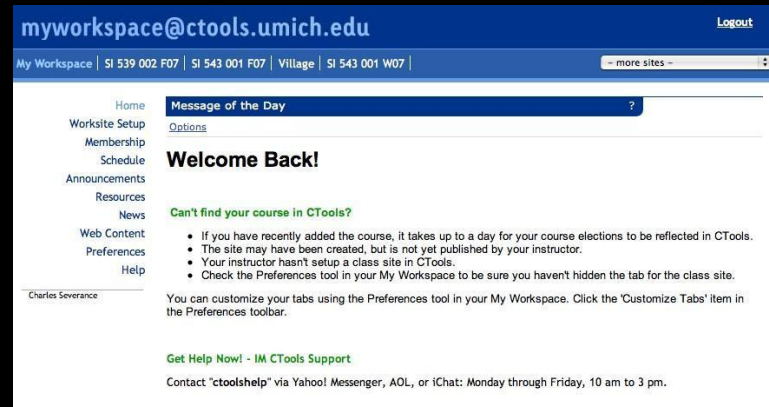 myworkspace@ctools.umich.edu
Logout
My Workspace | SI 539 002 F07 | SI 543 001 F07 | Village | SI 543 001 W07 |
- more sites -
Home
Worksite Setup
Membership
Schedule
Announcements
Resources
News
Web Content
Preferences
Help
Charles Severance
Message of the Day
?
Options
Welcome Back!
Can't find your course in CTools?
• If you have recently added the course, it takes up to a day for your course elections to be reflected in CTools.
• The site may have been created, but is not yet published by your instructor.
• Your instructor hasn't setup a class site in CTools.
• Check the Preferences tool in your My Workspace to be sure you haven't hidden the tab for the class site.
You can customize your tabs using the Preferences tool in your My Workspace. Click the 'Customize Tabs' item in
the Preferences toolbar.
Get Help Now! - IM CTools Support
Contact "ctoolshelp" via Yahoo! Messenger, AOL, or iChat: Monday through Friday, 10 am to 3 pm.